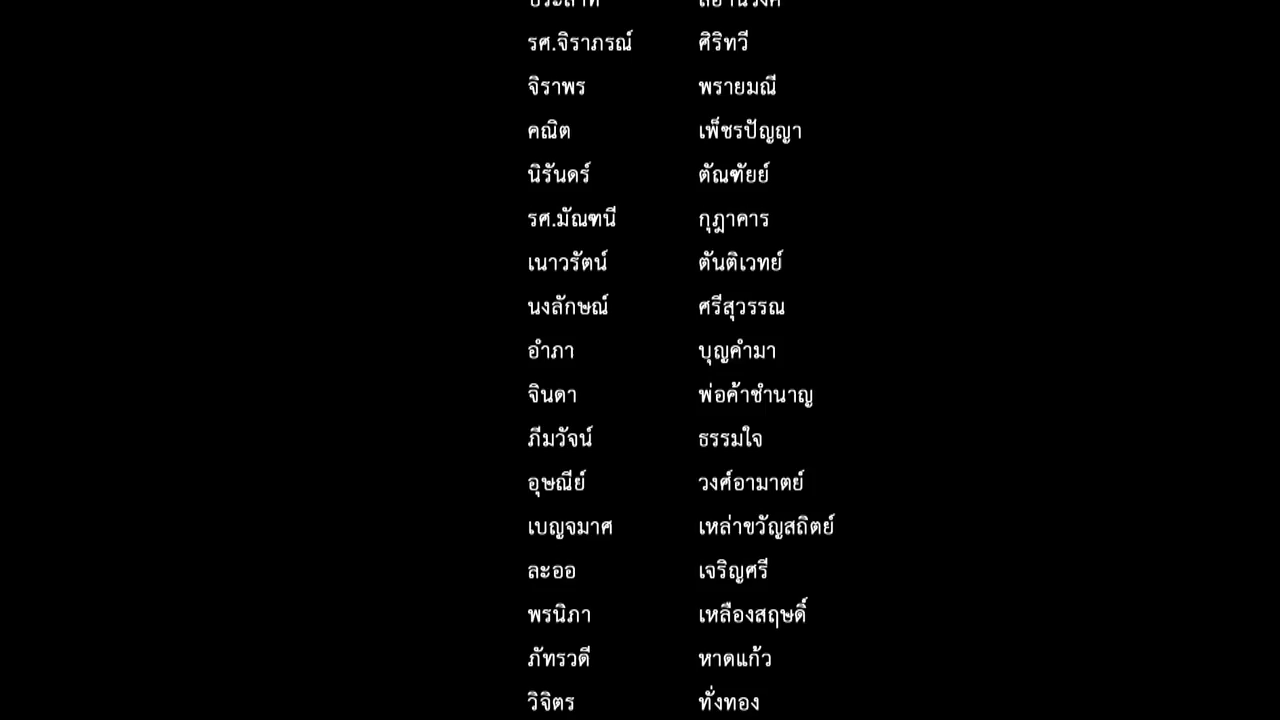 รศ.จิราภรณ์ ศิริทวี
จิราพร พรายมณี
คณิต เพ็ชรปัญญา
นิรันดร์ ตัณฑัยย์
รศ.มัณฑนี กุฎาคาร
เนาวรัตน์ ตันติเวทย์
นงลักษณ์ ศรีสุวรรณ
อำภา บุญคำมา
จินดา พ่อค้าชำนาญ
ภีมวัจน์ ธรรมใจ
อุษณีย์ วงศ์อามาตย์
เบญจมาศ เหล่าขวัญสถิตย์
ละออ เจริญศรี
พรนิภา เหลืองสฤษดิ์
ภัทรวดี หาดแก้ว
วิจิตร ทั่งทอง